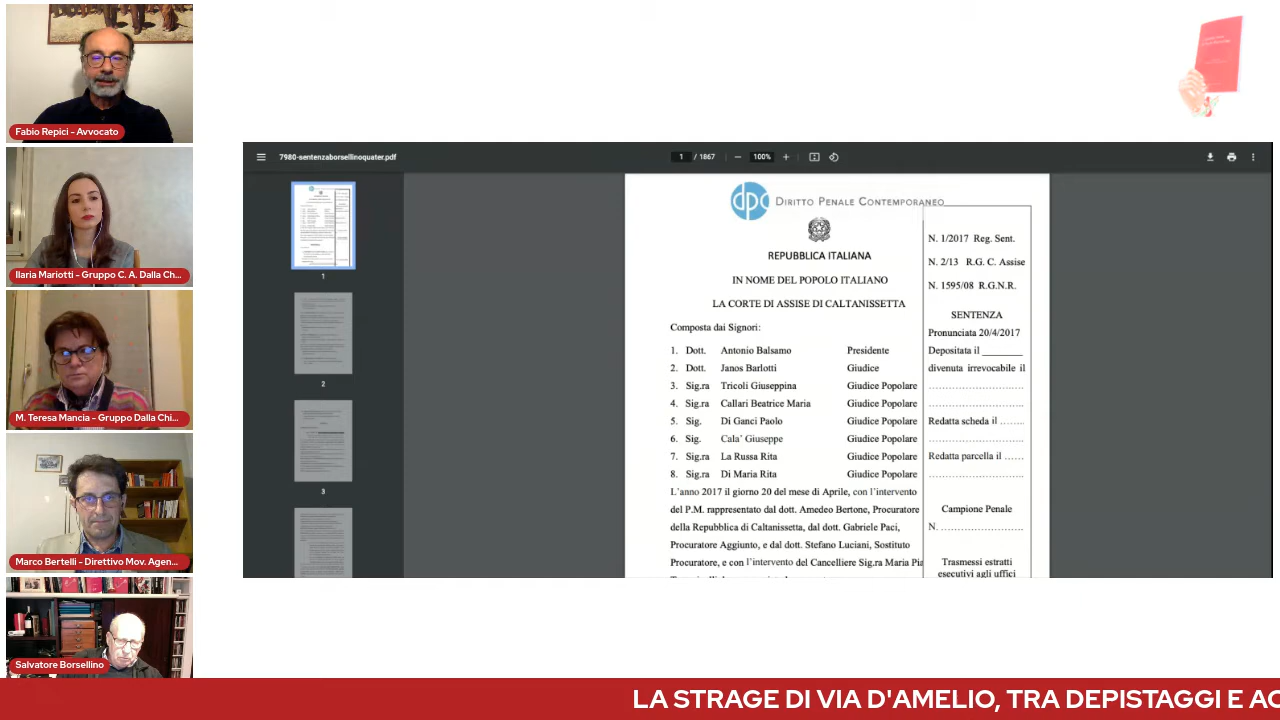 Fabio Repici - Avvocato
Ilaria Mariotti - Gruppo C. A. Dalla Ch...
M. Teresa Mancia - Gruppo Dalla Chi...
Marco Bertelli - Direttivo Mov. Agen...
Salvatore Borsellino
7980-sentenzaborsellinoquater.pdf
1 / 1867
100%
1
2
3
dpc DIRITTO PENALE CONTEMPORANEO
REPUBBLICA ITALIANA
IN NOME DEL POPOLO ITALIANO
LA CORTE DI ASSISE DI CALTANISSETTA
Composta dai Signori:
1. Dott. Antonio Balsamo Presidente
2. Dott. Janos Barlotti Giudice
3. Sig.ra Tricoli Giuseppina Giudice Popolare
4. Sig.ra Callari Beatrice Maria Giudice Popolare
5. Sig. Di Ganci Paolo Giudice Popolare
6. Sig. Cala' Giuseppe Giudice Popolare
7. Sig.ra La Russa Rita Giudice Popolare
8. Sig.ra Di Maria Rita Giudice Popolare
L'anno 2017 il giorno 20 del mese di Aprile, con l'intervento
del P.M. rappresentato dal dott. Amedeo Bertone, Procuratore
della Repubblica di Caltanissetta, dal dott. Gabriele Paci,
Procuratore Aggiunto, e dal dott. Stefano Luciani, Sostituto
Procuratore, e con l'intervento del Cancelliere Sig.ra Maria Pia
N. 1/2017 Reg. Sent.
N. 2/13 R.G. C. Assise
N. 1595/08 R.G.N.R.
SENTENZA
Pronunciata 20/4/2017
Depositata il ________
divenuta irrevocabile il
...........................
...........................
Redatta scheda il ........
...........................
Redatta parcella il ......
...........................
Campione Penale
N. ........................
Trasmessi estratti
esecutivi agli uffici
LA STRAGE DI VIA D'AMELIO, TRA DEPISTAGGI E AC